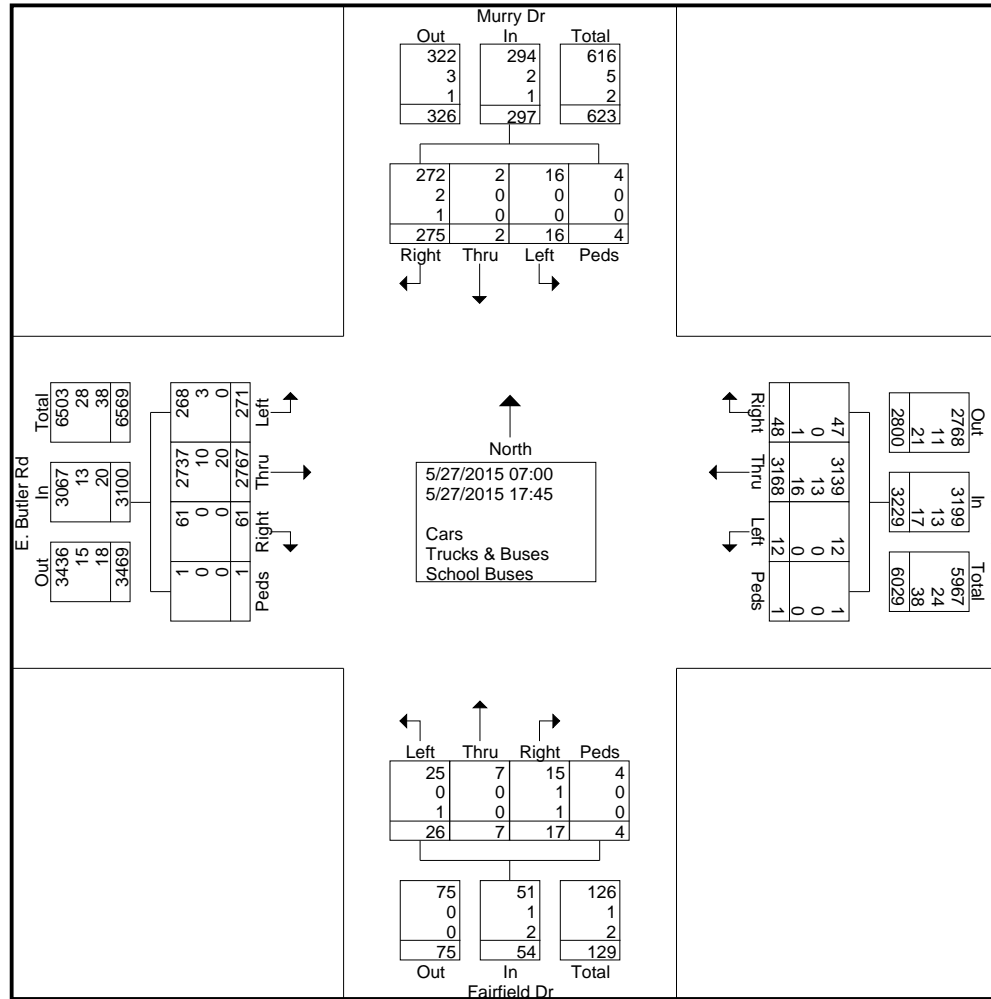 Murry Dr
Out In Total
322 294 616
3 2 5
1 1 2
326 297 623
272 2 16 4
2 0 0 0
1 0 0 0
275 2 16 4
Right Thru Left Peds
E. Butler Rd
Total
6503 28 38 6569
In
3067 13 20 3100
Out
3436 15 18 3469
Left
268 3 0 271
Thru
2737 10 20 2767
Right
61 0 0 61
Peds
1 0 0 1
North
5/27/2015 07:00
5/27/2015 17:45
Cars
Trucks & Buses
School Buses
Right
47 0 1 48
Thru
3139 13 16 3168
Left
12 0 0 12
Peds
1 0 0 1
Out
2768 11 21 2800
In
3199 13 17 3229
Total
5967 24 38 6029
Left Thru Right Peds
25 7 15 4
0 0 1 0
1 0 1 0
26 7 17 4
75 51 126
0 1 1
0 2 2
75 54 129
Out In Total
Fairfield Dr